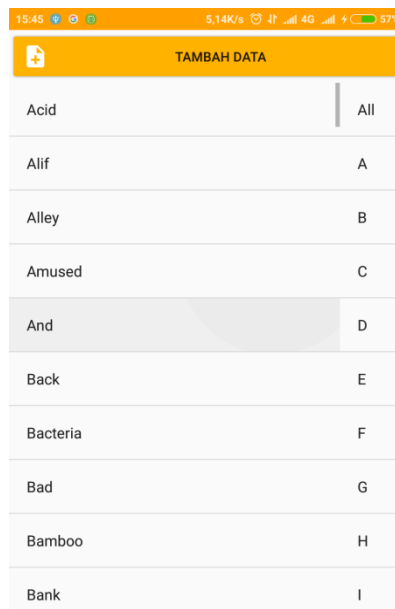 15:45 5,14K/s 4G 57%
TAMBAH DATA
Acid All
Alif A
Alley B
Amused C
And D
Back E
Bacteria F
Bad G
Bamboo H
Bank I